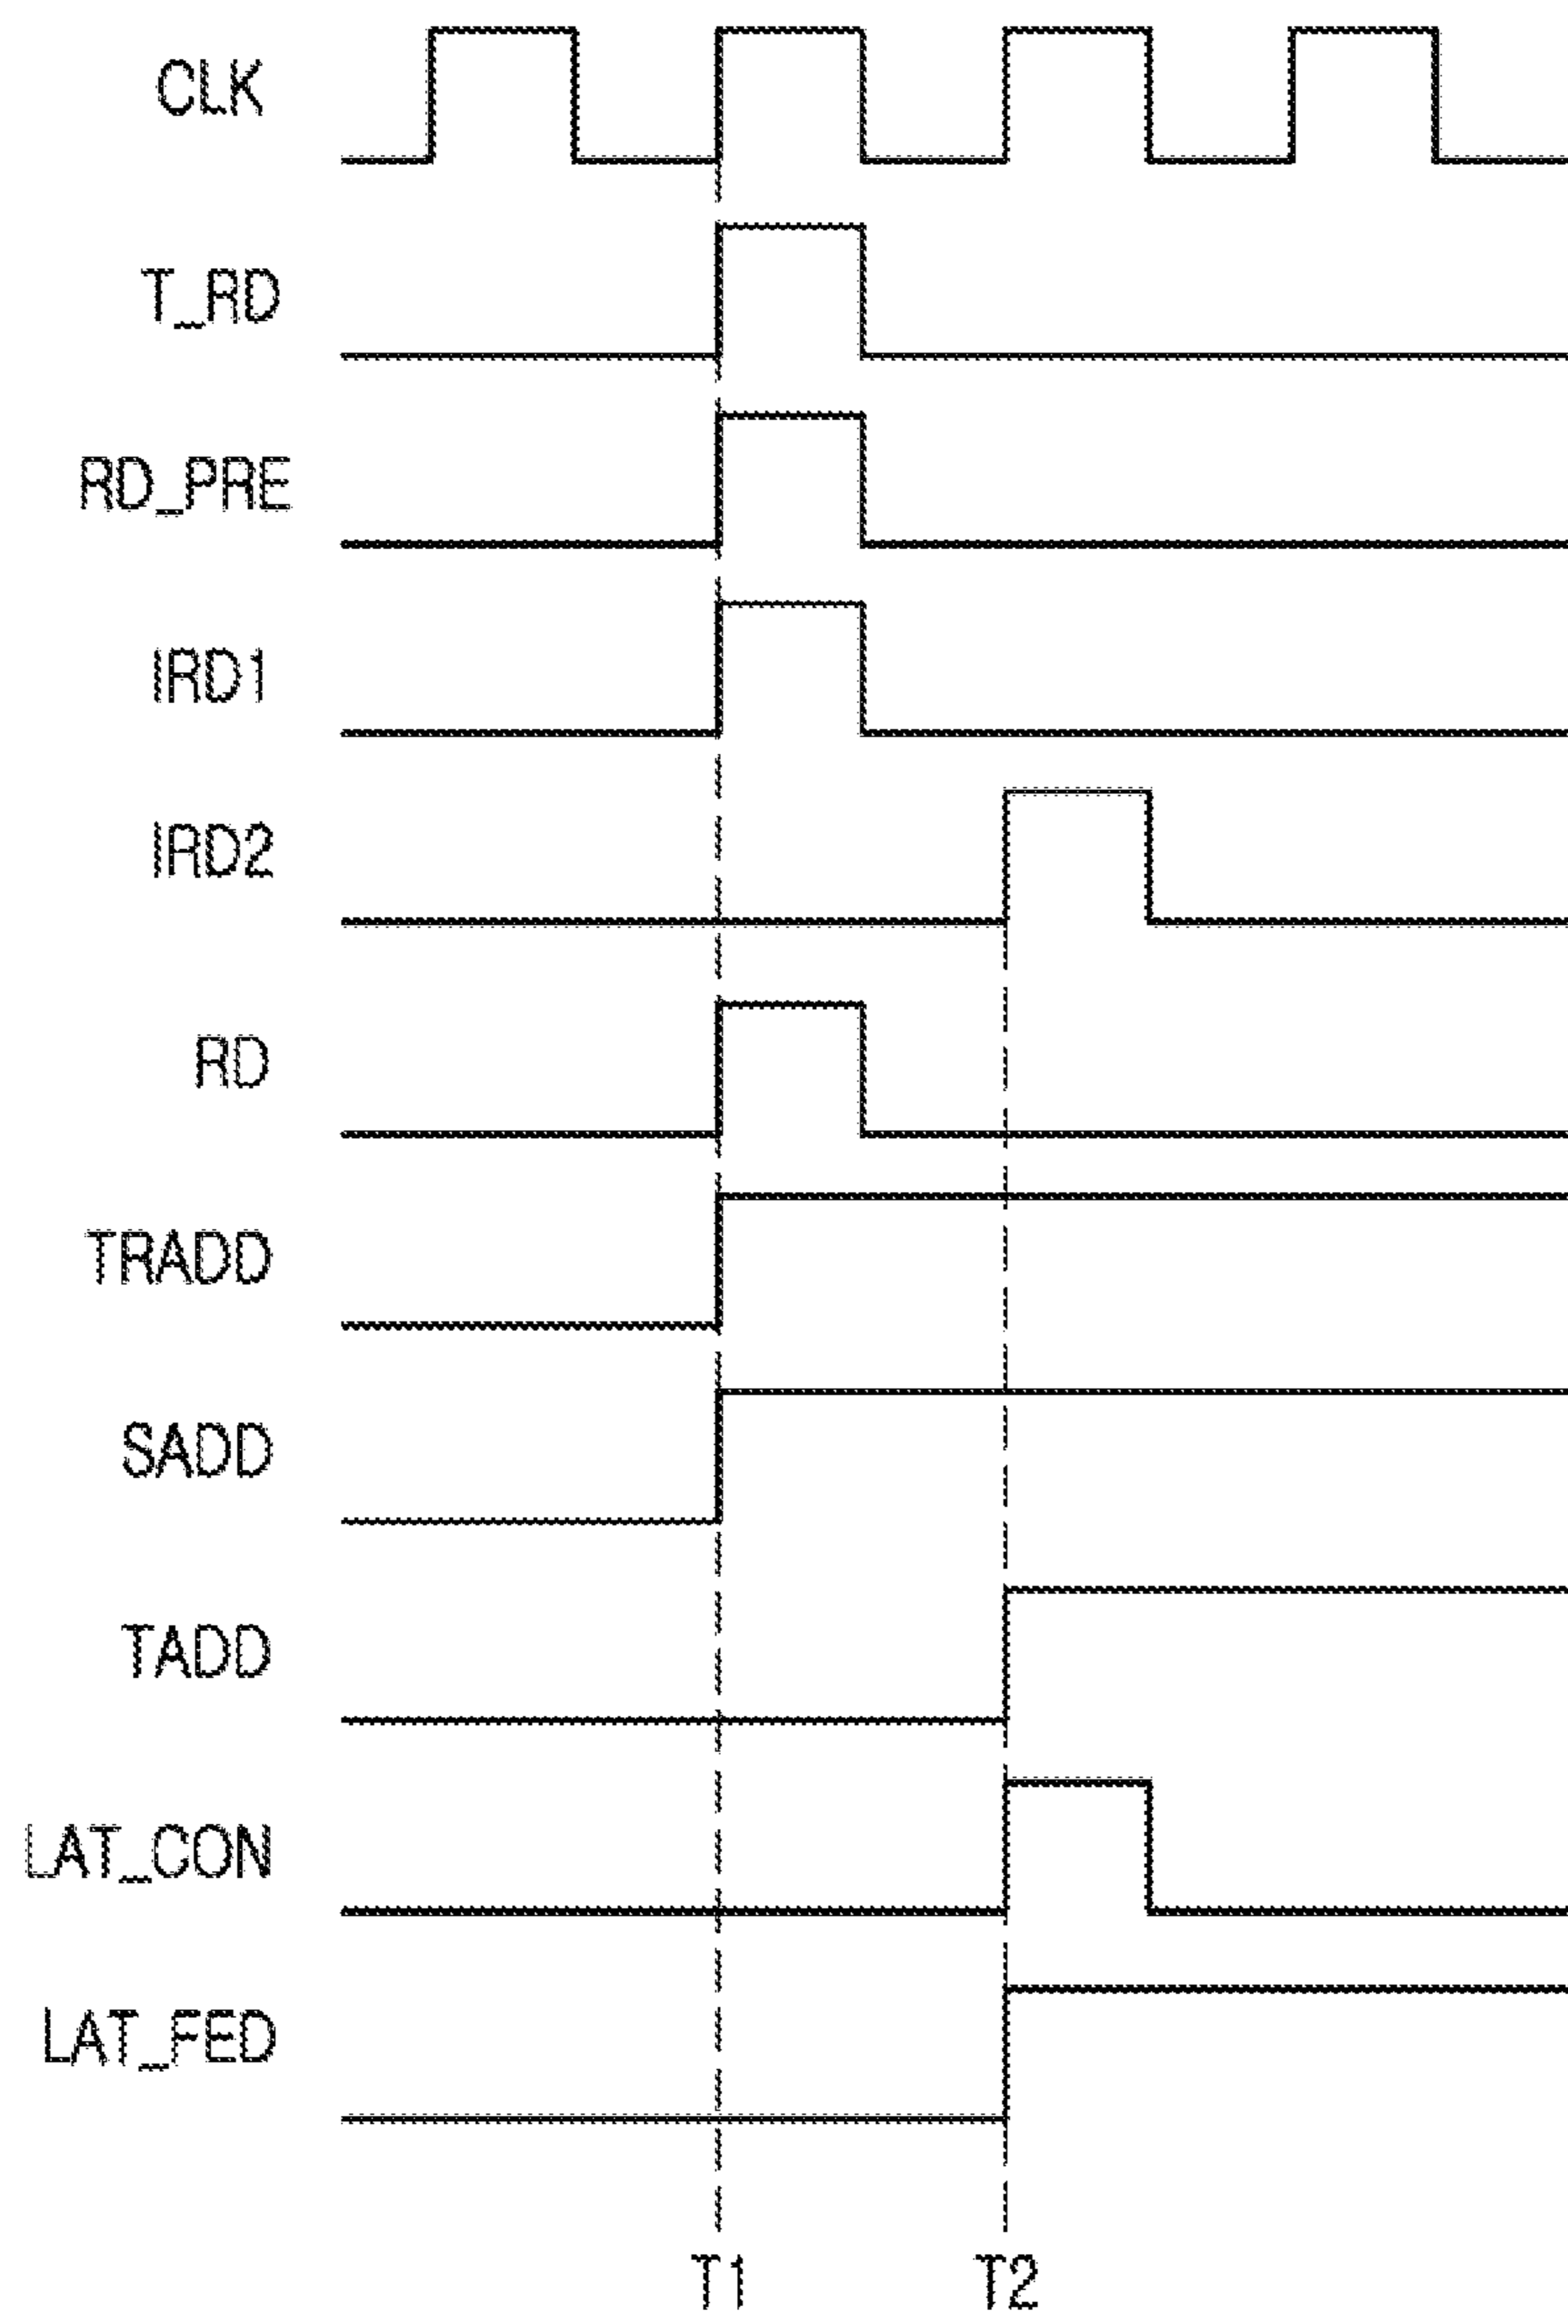 CLK
T_RD
RD_PRE
IRD1
IRD2
RD
TRADD
SADD
TADD
LAT_CON
LAT_FED
T1 T2